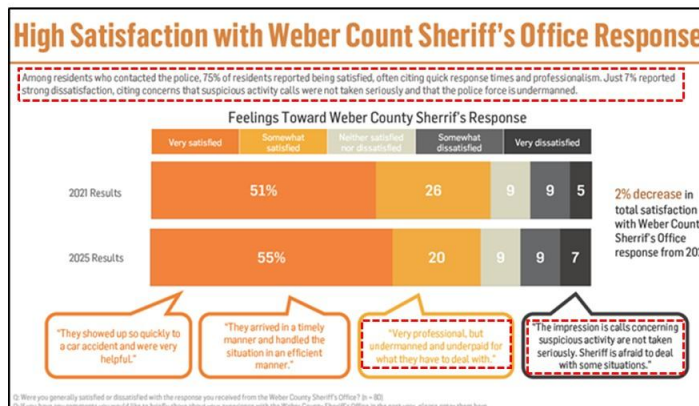 High Satisfaction with Weber Count Sheriff's Office Response
Among residents who contacted the police, 75% of residents reported being satisfied, often citing quick response times and professionalism. Just 7% reported
strong dissatisfaction, citing concerns that suspicious activity calls were not taken seriously and that the police force is undermanned.
Feelings Toward Weber County Sherrif's Response
Very satisfied
Somewhat
satisfied
Neither satisfied
nor dissatisfied
Somewhat
dissatisfied
Very dissatisfied
2021 Results
51%
26
9
9
5
2025 Results
55%
20
9
9
7
2% decrease in
total satisfaction
with Weber Count
Sherrif's Office
response from 20
"They showed up so quickly to
a car accident and were very
helpful."
"They arrived in a timely
manner and handled the
situation in an efficient
manner."
"Very professional, but
undermanned and underpaid for
what they have to deal with."
"The impression is calls concerning
suspicious activity are not taken
seriously. Sheriff is afraid to deal
with some situations."
Q: Were you generally satisfied or dissatisfied with the response you received from the Weber County Sheriff's Office? (n = 80)